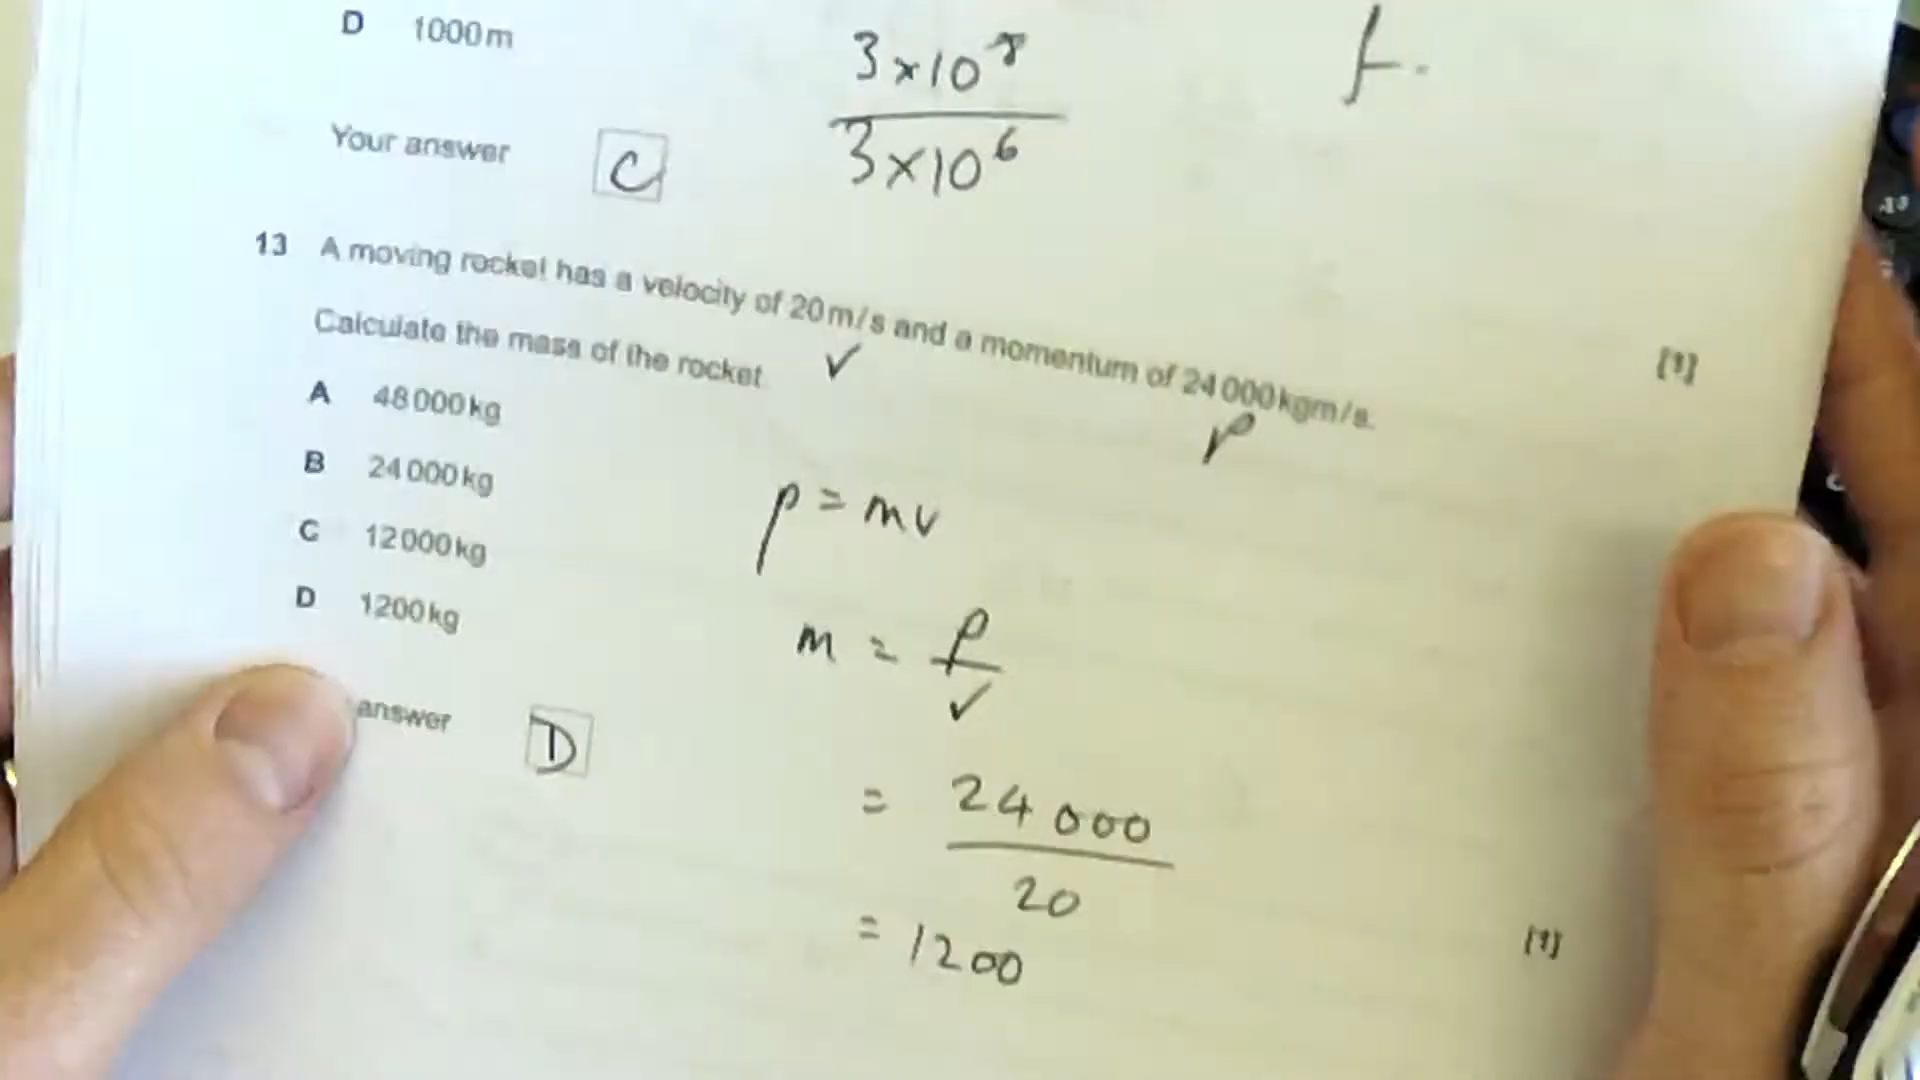 D 1000 m
3 × 10⁸
3 × 10⁶
f
Your answer C
[1]
13 A moving rocket has a velocity of 20 m/s and a momentum of 24 000 kg m/s.
v
p
Calculate the mass of the rocket
A 48 000 kg
B 24 000 kg
C 12 000 kg
D 1200 kg
p = mv
m = p
v
answer D
= 24 000
20
= 1200
[1]